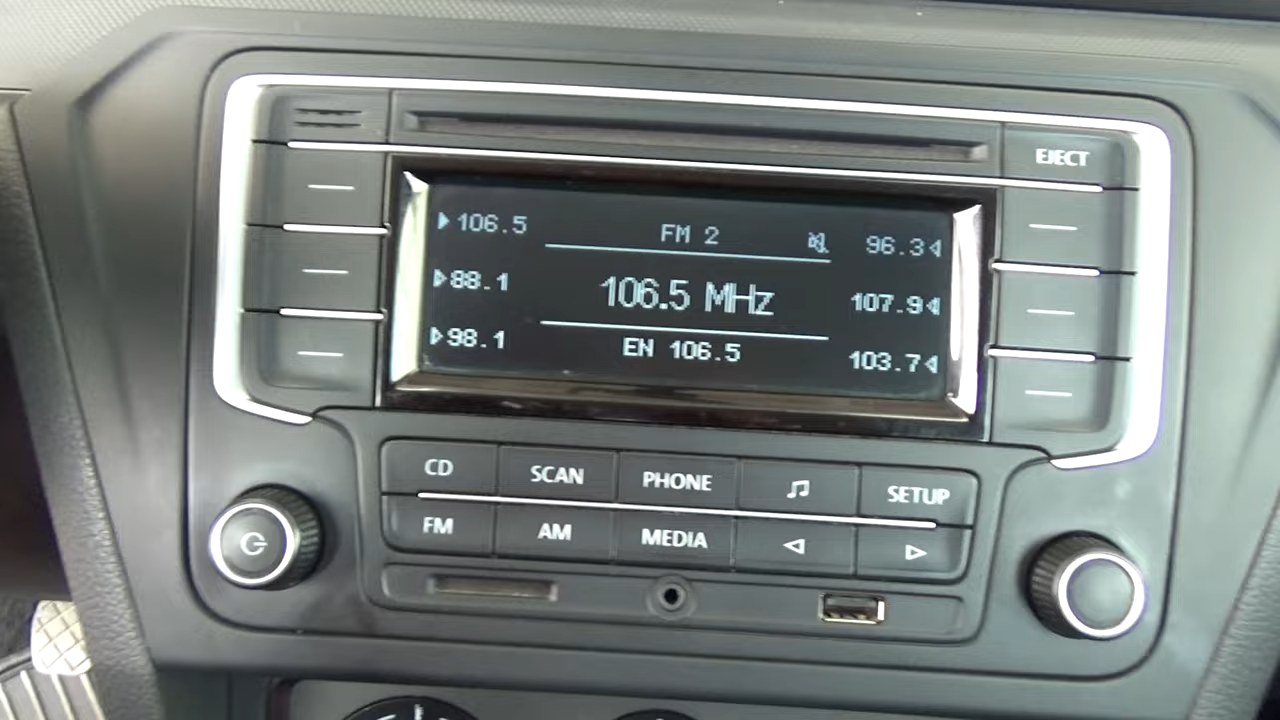 EJECT
106.5 FM 2 96.3
88.1 106.5 MHz 107.9
98.1 EN 106.5 103.7
CD SCAN PHONE SETUP
FM AM MEDIA